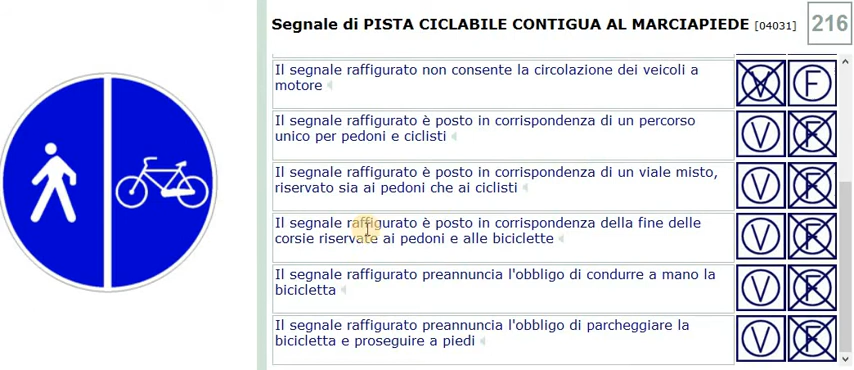 Segnale di PISTA CICLABILE CONTIGUA AL MARCIAPIEDE [04031] 216
Il segnale raffigurato non consente la circolazione dei veicoli a
motore
V F
Il segnale raffigurato è posto in corrispondenza di un percorso
unico per pedoni e ciclisti
V F
Il segnale raffigurato è posto in corrispondenza di un viale misto,
riservato sia ai pedoni che ai ciclisti
V F
Il segnale raffigurato è posto in corrispondenza della fine delle
corsie riservate ai pedoni e alle biciclette
V F
Il segnale raffigurato preannuncia l'obbligo di condurre a mano la
bicicletta
V F
Il segnale raffigurato preannuncia l'obbligo di parcheggiare la
bicicletta e proseguire a piedi
V F